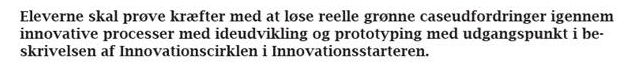 Eleverne skal prøve kræfter med at løse reelle grønne caseudfordringer igennem
innovative processer med ideudvikling og prototyping med udgangspunkt i be-
skrivelsen af Innovationscirklen i Innovationsstarteren.